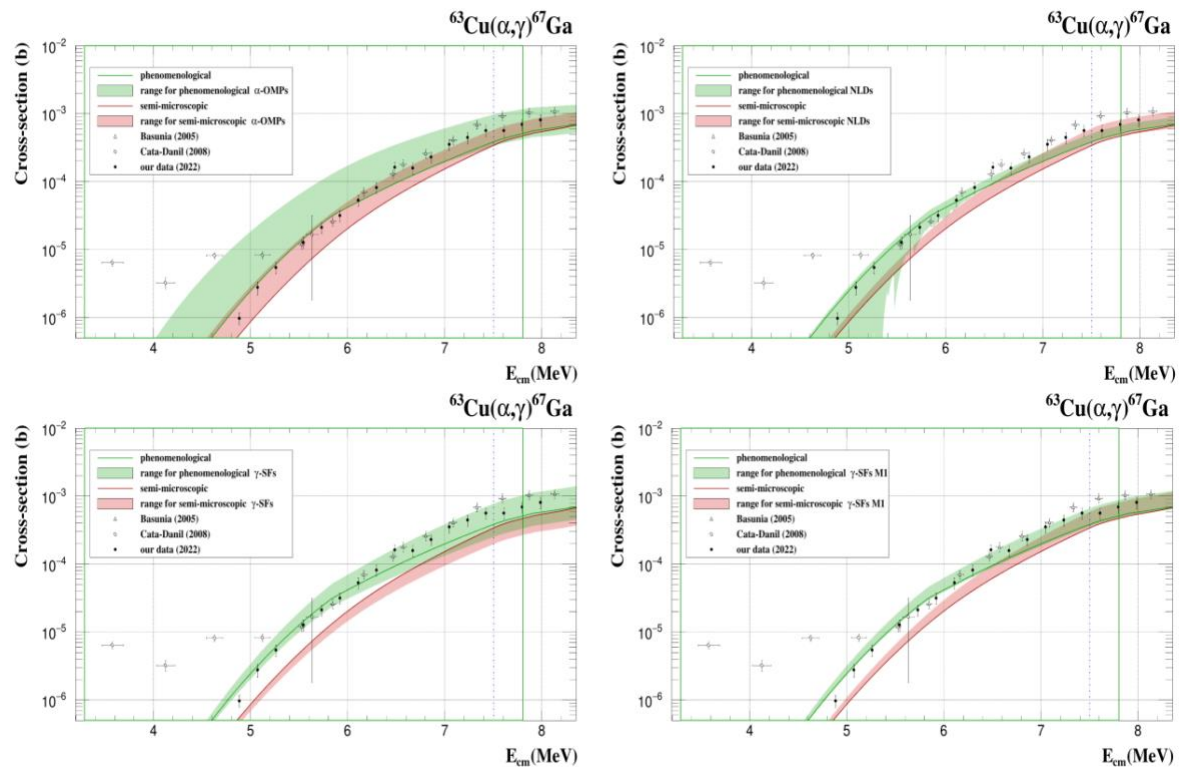 ⁶³Cu(α,γ)⁶⁷Ga
Cross-section (b)
10⁻²
10⁻³
10⁻⁴
10⁻⁵
10⁻⁶
phenomenological
range for phenomenological α-OMPs
semi-microscopic
range for semi-microscopic α-OMPs
Basunia (2005)
Cata-Danil (2008)
our data (2022)
4 5 6 7 8
E_cm(MeV)
⁶³Cu(α,γ)⁶⁷Ga
Cross-section (b)
10⁻²
10⁻³
10⁻⁴
10⁻⁵
10⁻⁶
phenomenological
range for phenomenological NLDs
semi-microscopic
range for semi-microscopic NLDs
Basunia (2005)
Cata-Danil (2008)
our data (2022)
4 5 6 7 8
E_cm(MeV)
⁶³Cu(α,γ)⁶⁷Ga
Cross-section (b)
10⁻²
10⁻³
10⁻⁴
10⁻⁵
10⁻⁶
phenomenological
range for phenomenological γ-SFs
semi-microscopic
range for semi-microscopic γ-SFs
Basunia (2005)
Cata-Danil (2008)
our data (2022)
4 5 6 7 8
E_cm(MeV)
⁶³Cu(α,γ)⁶⁷Ga
Cross-section (b)
10⁻²
10⁻³
10⁻⁴
10⁻⁵
10⁻⁶
phenomenological
range for phenomenological γ-SFs M1
semi-microscopic
range for semi-microscopic γ-SFs M1
Basunia (2005)
Cata-Danil (2008)
our data (2022)
4 5 6 7 8
E_cm(MeV)